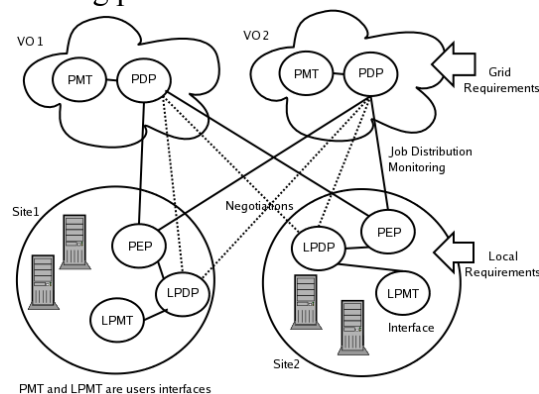 VO 1
VO 2
PMT
PDP
PMT
PDP
Grid
Requirements
Job Distribution
Monitoring
Site1
Negotiations
PEP
PEP
LPDP
Local
Requirements
LPDP
LPMT
LPMT
Interface
Site2
PMT and LPMT are users interfaces